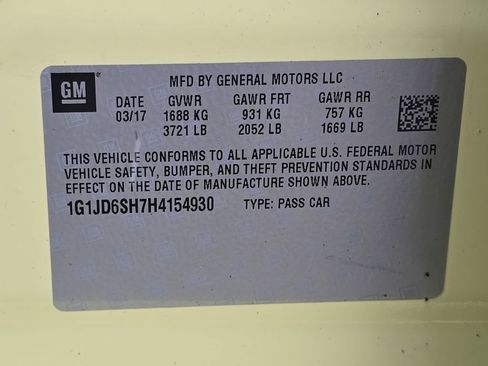 GM
MFD BY GENERAL MOTORS LLC
DATE GVWR GAWR FRT GAWR RR
03/17 1688 KG 931 KG 757 KG
3721 LB 2052 LB 1669 LB
THIS VEHICLE CONFORMS TO ALL APPLICABLE U.S. FEDERAL MOTOR
VEHICLE SAFETY, BUMPER, AND THEFT PREVENTION STANDARDS IN
EFFECT ON THE DATE OF MANUFACTURE SHOWN ABOVE.
1G1JD6SH7H4154930 TYPE: PASS CAR